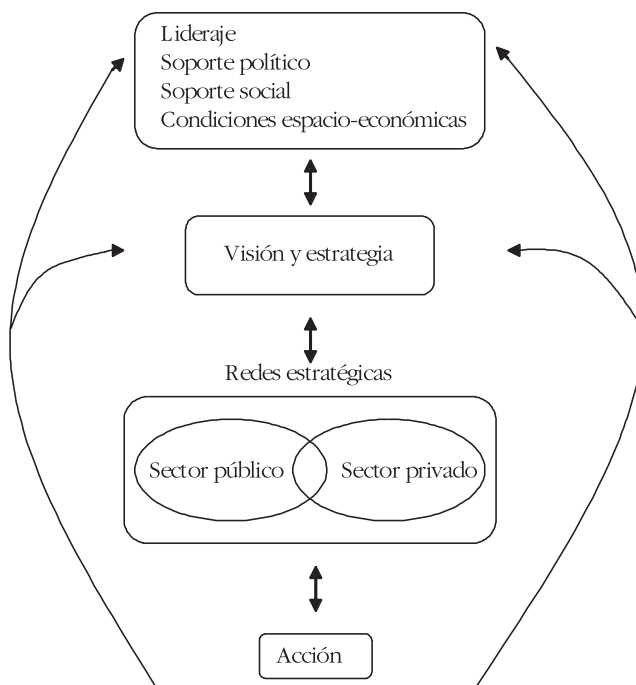 Lideraje
Soporte político
Soporte social
Condiciones espacio-económicas
Visión y estrategia
Redes estratégicas
Sector público
Sector privado
Acción